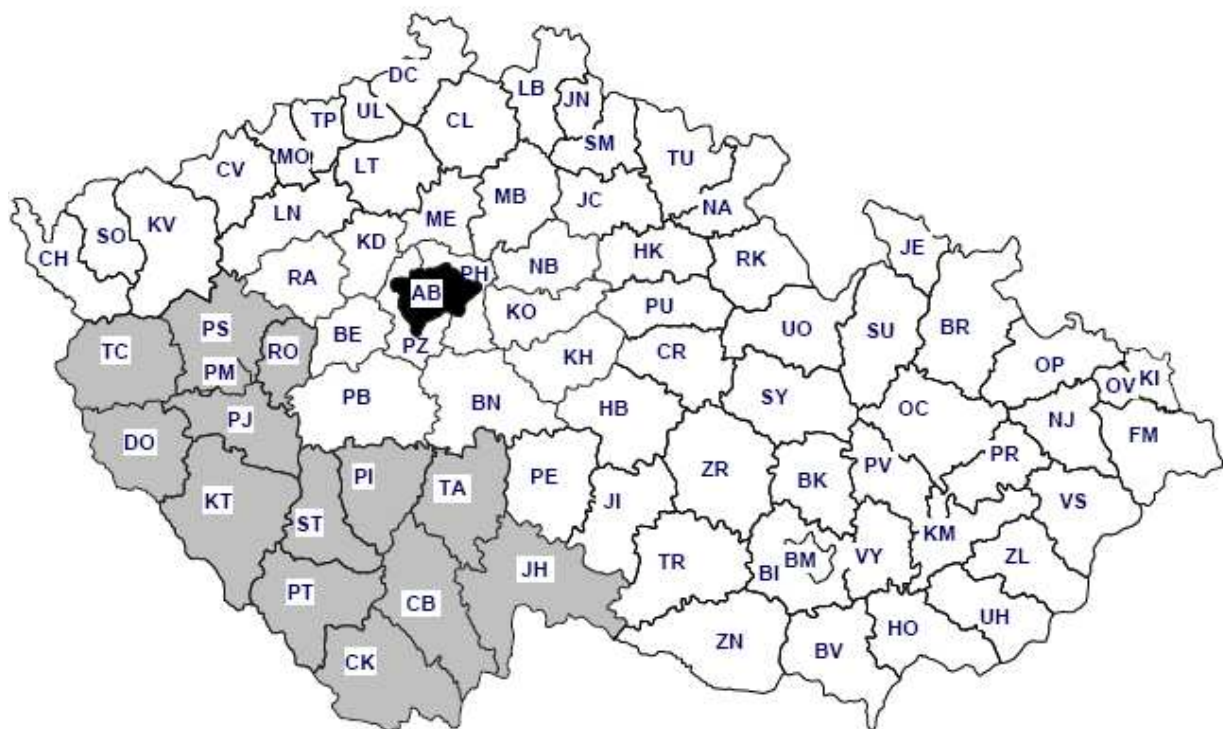 DC
LB
JN
UL
TP
CL
SM
MO
CV
LT
TU
MB
JC
NA
LN
ME
SO
KV
KD
CH
HK
NB
RK
JE
RA
PH
AB
KO
PU
PS
BE
UO
SU
BR
TC
RO
PZ
CR
KH
OP
PM
KI
OV
PB
BN
HB
SY
OC
PJ
NJ
DO
FM
PR
PI
TA
PE
ZR
PV
BK
KT
JI
VS
ST
KM
TR
BM
VY
ZL
JH
BI
PT
CB
UH
HO
ZN
BV
CK